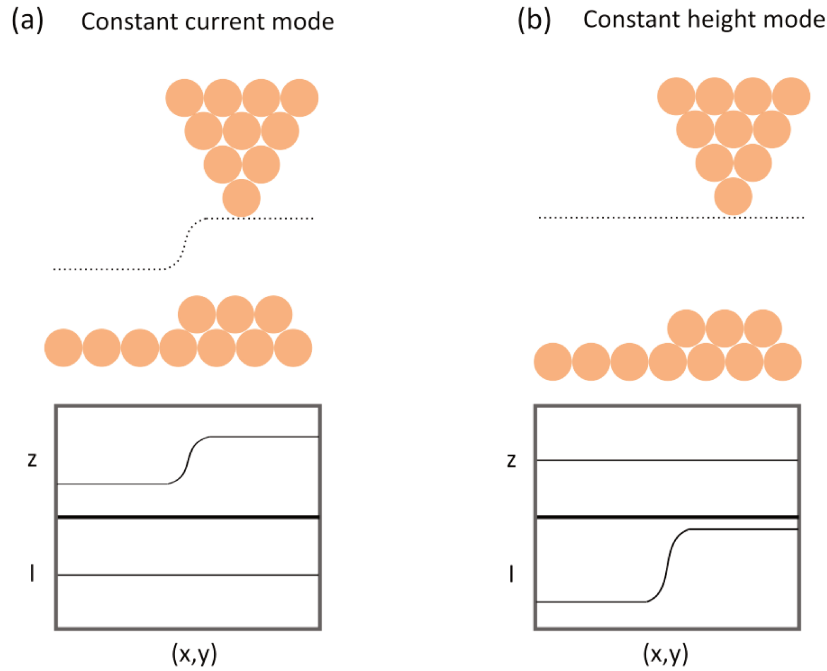 (a) Constant current mode
(b) Constant height mode
z
I
(x,y)
z
I
(x,y)